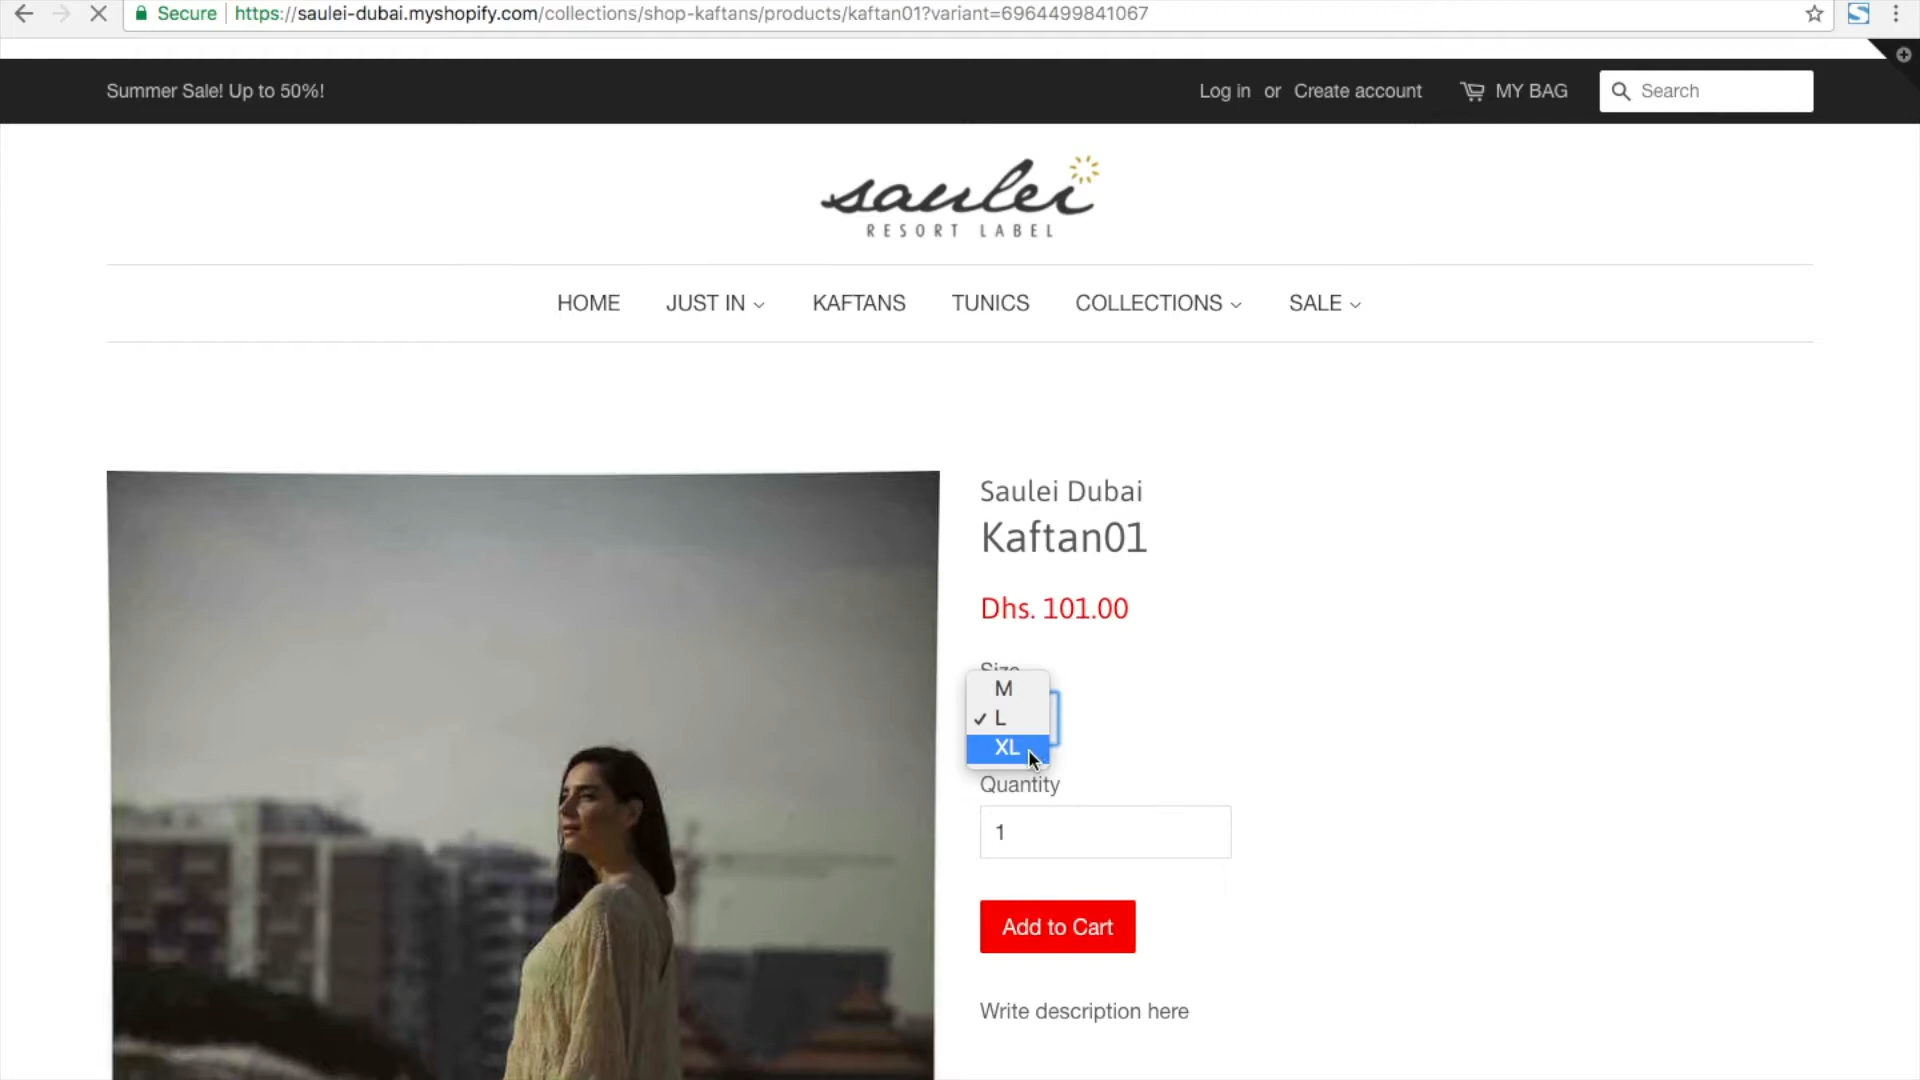 Secure https://saulei-dubai.myshopify.com/collections/shop-kaftans/products/kaftan01?variant=6964499841067
Summer Sale! Up to 50%!
Log in or Create account MY BAG Search
saulei
RESORT LABEL
HOME JUST IN KAFTANS TUNICS COLLECTIONS SALE
Saulei Dubai
Kaftan01
Dhs. 101.00
Size
M
✓ L
XL
Quantity
1
Add to Cart
Write description here